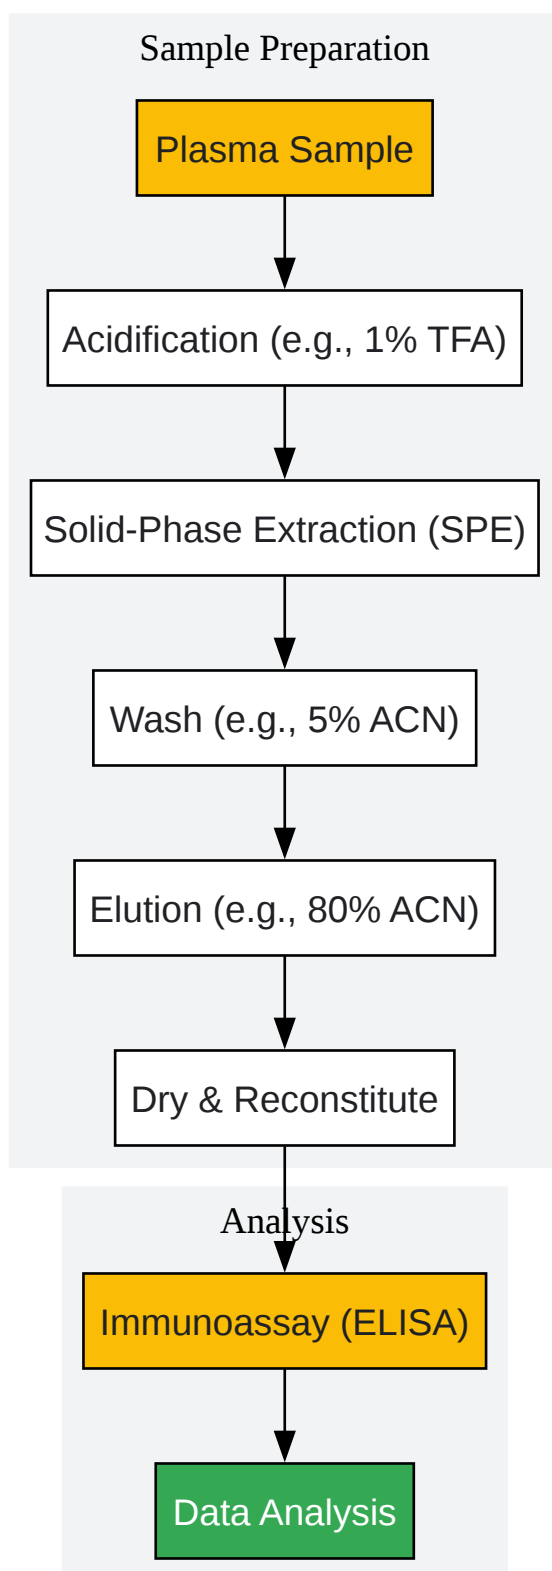 Sample Preparation
Plasma Sample
Acidification (e.g., 1% TFA)
Solid-Phase Extraction (SPE)
Wash (e.g., 5% ACN)
Elution (e.g., 80% ACN)
Dry & Reconstitute
Analysis
Immunoassay (ELISA)
Data Analysis